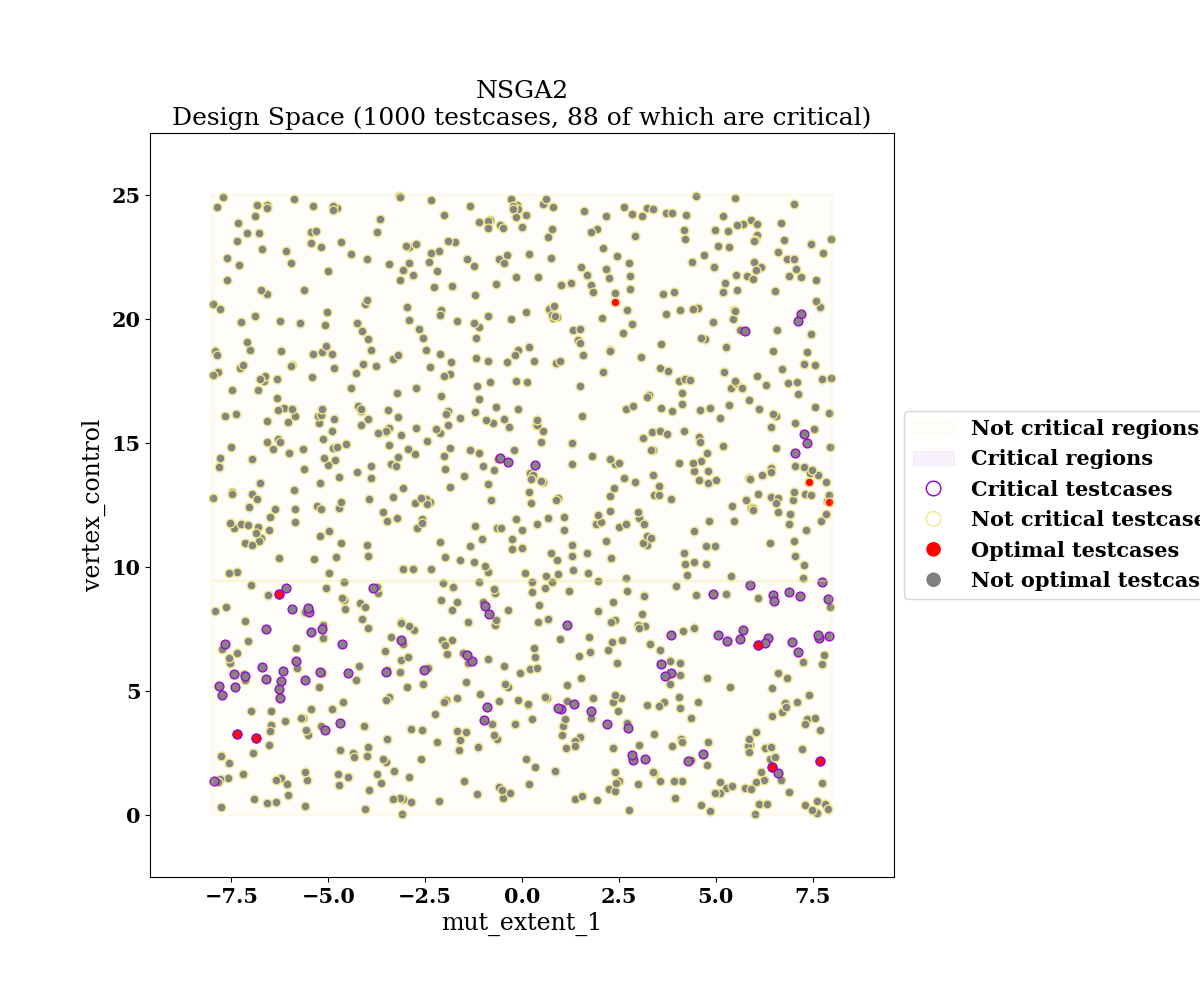 NSGA2
Design Space (1000 testcases, 88 of which are critical)
25
20
15
10
5
0
vertex_control
−7.5 −5.0 −2.5 0.0 2.5 5.0 7.5
mut_extent_1
Not critical regions
Critical regions
Critical testcases
Not critical testcase
Optimal testcases
Not optimal testcas